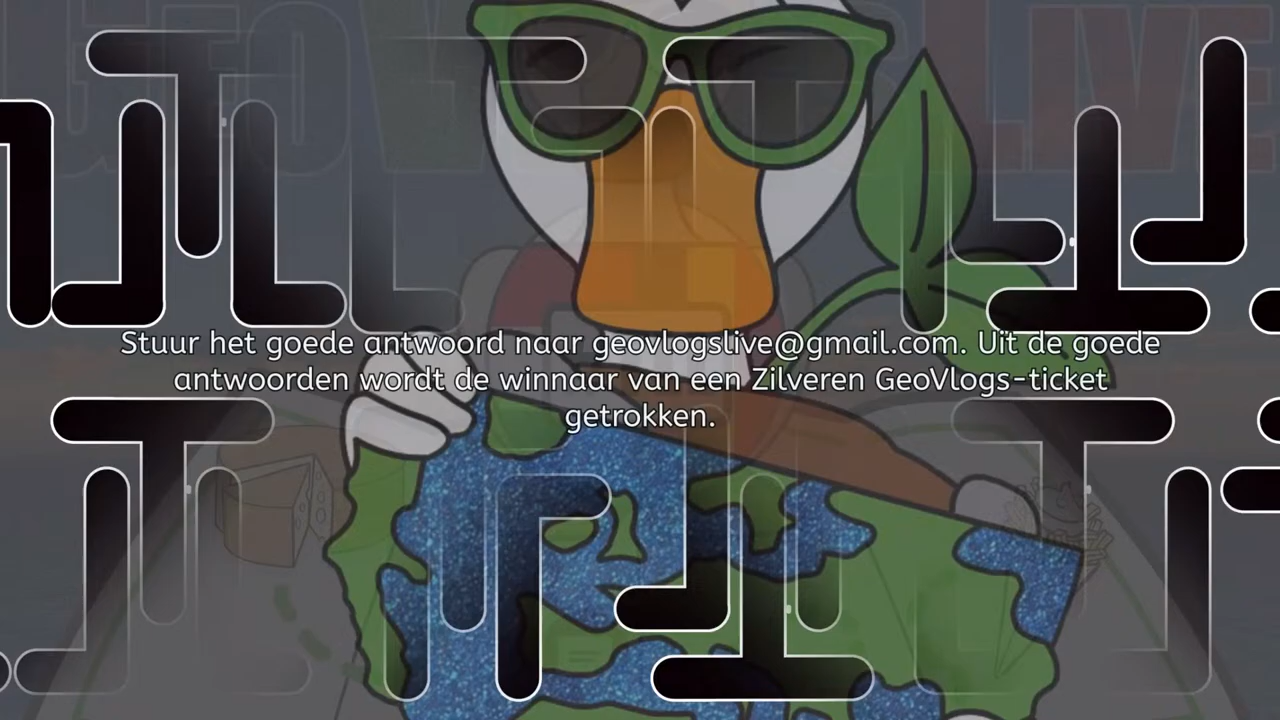 GEOVLOGSLIVE
Stuur het goede antwoord naar geovlogslive@gmail.com. Uit de goede
antwoorden wordt de winnaar van een Zilveren GeoVlogs-ticket
getrokken.